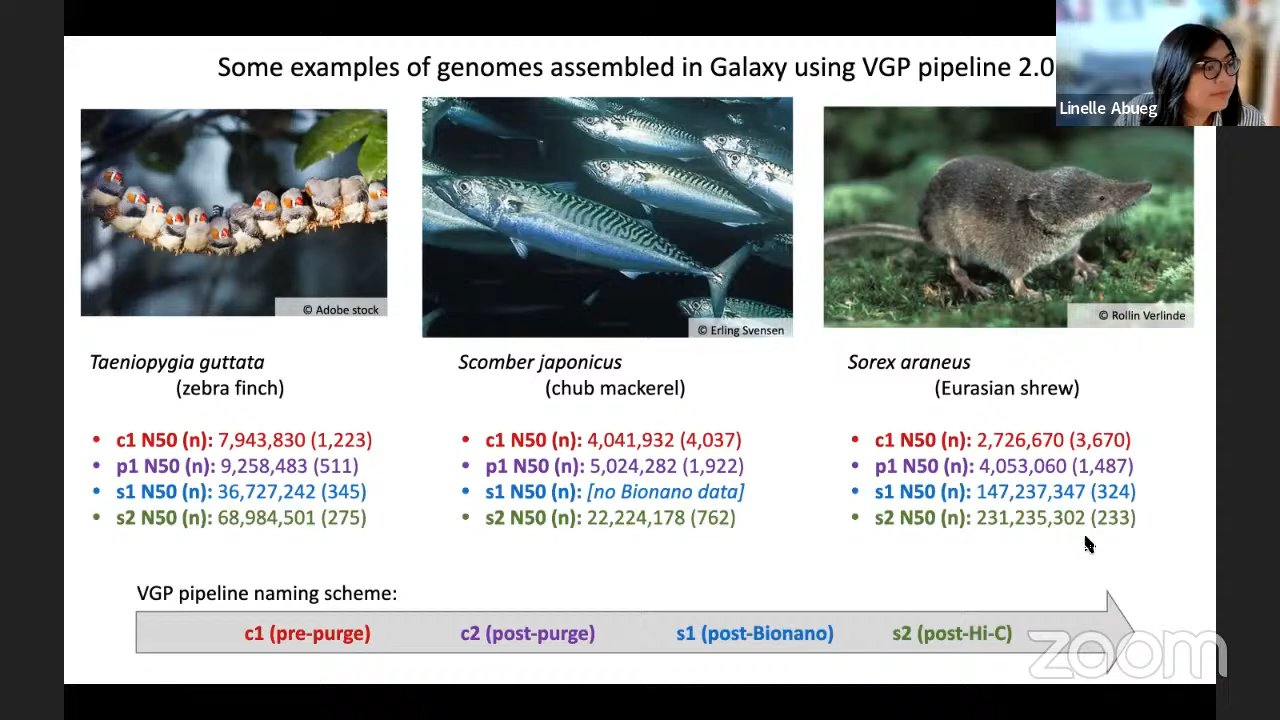 Some examples of genomes assembled in Galaxy using VGP pipeline 2.0
Linelle Abueg
© Adobe stock
© Erling Svensen
© Rollin Verlinde
Taeniopygia guttata
(zebra finch)
• c1 N50 (n): 7,943,830 (1,223)
• p1 N50 (n): 9,258,483 (511)
• s1 N50 (n): 36,727,242 (345)
• s2 N50 (n): 68,984,501 (275)
Scomber japonicus
(chub mackerel)
• c1 N50 (n): 4,041,932 (4,037)
• p1 N50 (n): 5,024,282 (1,922)
• s1 N50 (n): [no Bionano data]
• s2 N50 (n): 22,224,178 (762)
Sorex araneus
(Eurasian shrew)
• c1 N50 (n): 2,726,670 (3,670)
• p1 N50 (n): 4,053,060 (1,487)
• s1 N50 (n): 147,237,347 (324)
• s2 N50 (n): 231,235,302 (233)
VGP pipeline naming scheme:
c1 (pre-purge) c2 (post-purge) s1 (post-Bionano) s2 (post-Hi-C)
zoom